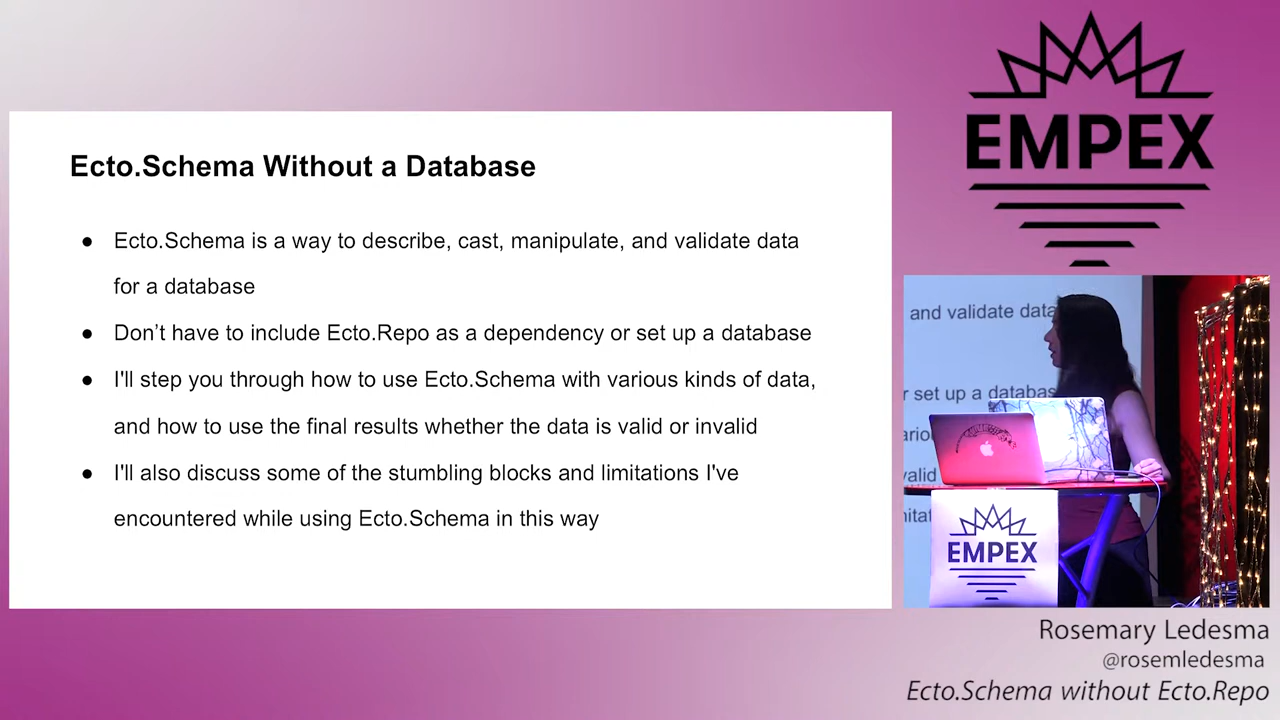 Ecto.Schema Without a Database
● Ecto.Schema is a way to describe, cast, manipulate, and validate data
for a database
● Don’t have to include Ecto.Repo as a dependency or set up a database
● I'll step you through how to use Ecto.Schema with various kinds of data,
and how to use the final results whether the data is valid or invalid
● I'll also discuss some of the stumbling blocks and limitations I've
encountered while using Ecto.Schema in this way
EMPEX
and validate data
r set up a databas
EMPEX
Rosemary Ledesma
@rosemledesma
Ecto.Schema without Ecto.Repo